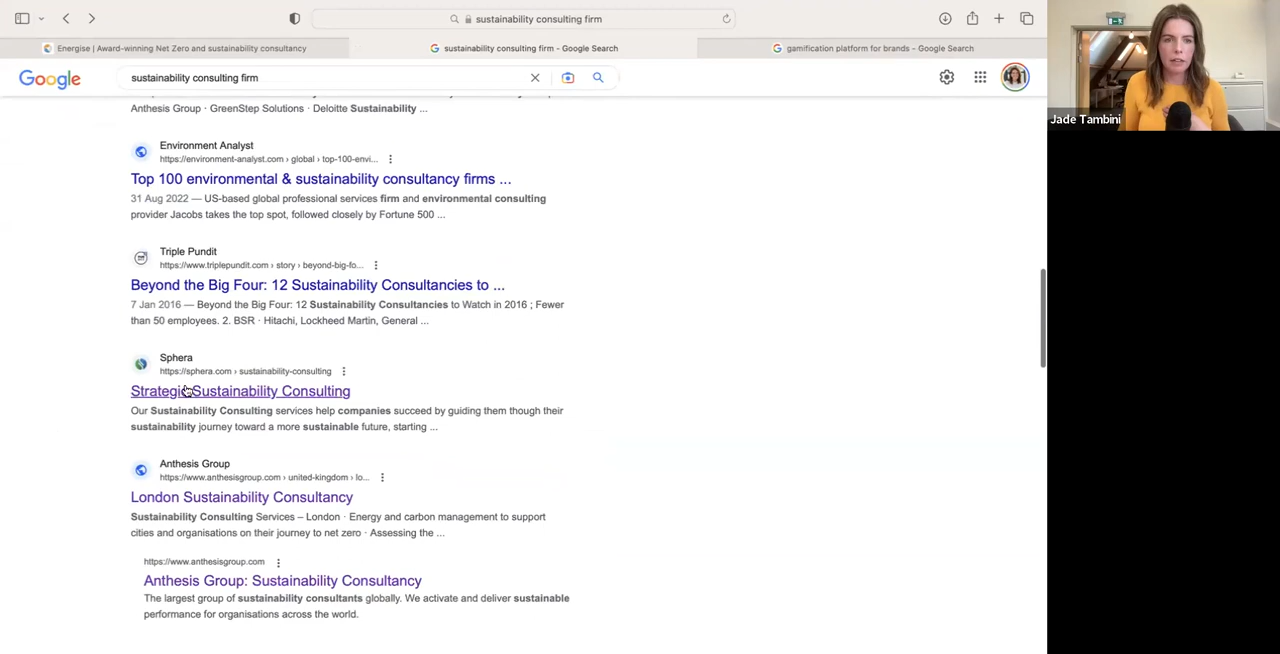 sustainability consulting firm
Energise | Award-winning Net Zero and sustainability consultancy
sustainability consulting firm - Google Search
gamification platform for brands - Google Search
Google
sustainability consulting firm
Anthesis Group · GreenStep Solutions · Deloitte Sustainability ...
Environment Analyst
https://environment-analyst.com › global › top-100-envi...
Top 100 environmental & sustainability consultancy firms ...
31 Aug 2022 — US-based global professional services firm and environmental consulting
provider Jacobs takes the top spot, followed closely by Fortune 500 ...
Triple Pundit
https://www.triplepundit.com › story › beyond-big-fo...
Beyond the Big Four: 12 Sustainability Consultancies to ...
7 Jan 2016 — Beyond the Big Four: 12 Sustainability Consultancies to Watch in 2016 ; Fewer
than 50 employees. 2. BSR · Hitachi, Lockheed Martin, General ...
Sphera
https://sphera.com › sustainability-consulting
Strategic Sustainability Consulting
Our Sustainability Consulting services help companies succeed by guiding them though their
sustainability journey toward a more sustainable future, starting ...
Anthesis Group
https://www.anthesisgroup.com › united-kingdom › lo...
London Sustainability Consultancy
Sustainability Consulting Services – London · Energy and carbon management to support
cities and organisations on their journey to net zero · Assessing the ...
https://www.anthesisgroup.com
Anthesis Group: Sustainability Consultancy
The largest group of sustainability consultants globally. We activate and deliver sustainable
performance for organisations across the world.
Jade Tambini